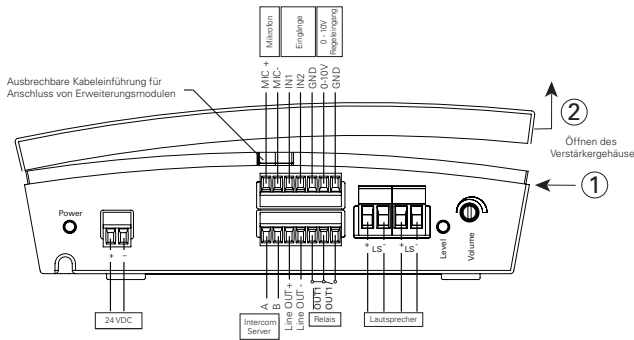 Mikrofon
Eingänge
0 - 10V
Regeleingang
MIC +
MIC-
IN1
IN2
GND
0-10V
GND
Ausbrechbare Kabeleinführung für
Anschluss von Erweiterungsmodulen
2
Öffnen des
Verstärkergehäuse
1
Power
Level
Volume
+ −
+ LS -
+ LS -
A
B
Line OUT+
Line OUT -
OUT1
OUT1
24 VDC
Intercom
Server
Relais
Lautsprecher